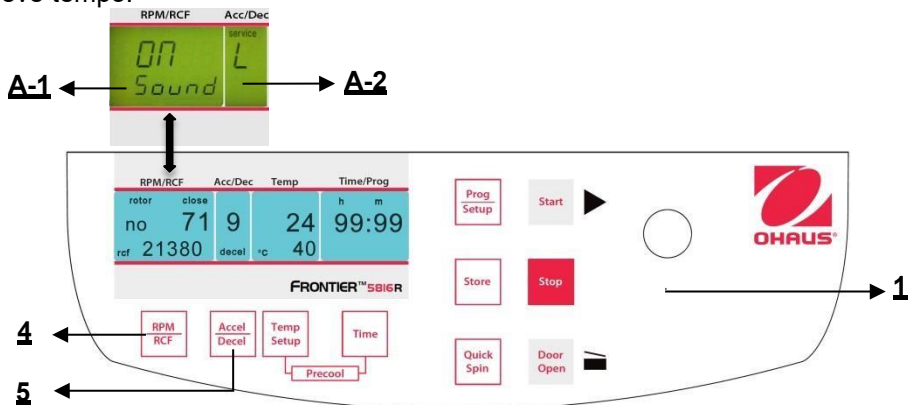 RPM/RCF Acc/Dec
service
ON L
Sound
A-1 A-2
RPM/RCF Acc/Dec Temp Time/Prog
rotor close h m
no 71 9 24 99:99
rcf 21380 decel °C 40
FRONTIER™5816R
Prog
Setup
Start
OHAUS®
Store
Stop
1
4
RPM
RCF
Accel
Decel
Temp
Setup
Time
Precool
Quick
Spin
Door
Open
5